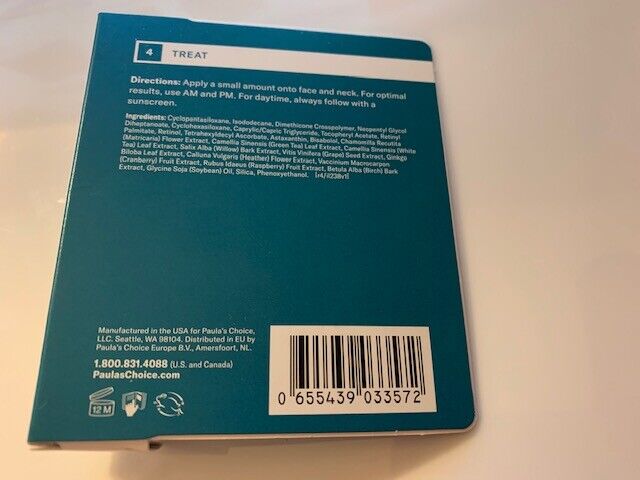 4 TREAT
Directions: Apply a small amount onto face and neck. For optimal
results, use AM and PM. For daytime, always follow with a
sunscreen.
Ingredients: Cyclopentasiloxane, Isododecane, Dimethicone Crosspolymer, Neopentyl Glycol
Diheptanoate, Cyclohexasiloxane, Caprylic/Capric Triglyceride, Tocopheryl Acetate, Retinyl
Palmitate, Retinol, Tetrahexyldecyl Ascorbate, Astaxanthin, Bisabolol, Chamomilla Recutita
(Matricaria) Flower Extract, Camellia Sinensis (Green Tea) Leaf Extract, Camellia Sinensis (White
Tea) Leaf Extract, Salix Alba (Willow) Bark Extract, Vitis Vinifera (Grape) Seed Extract, Ginkgo
Biloba Leaf Extract, Calluna Vulgaris (Heather) Flower Extract, Vaccinium Macrocarpon
(Cranberry) Fruit Extract, Rubus Idaeus (Raspberry) Fruit Extract, Betula Alba (Birch) Bark
Extract, Glycine Soja (Soybean) Oil, Silica, Phenoxyethanol. [r4/il238v1]
Manufactured in the USA for Paula's Choice,
LLC. Seattle, WA 98104. Distributed in EU by
Paula's Choice Europe B.V., Amersfoort, NL.
1.800.831.4088 (U.S. and Canada)
PaulasChoice.com
12 M
0 655439 033572